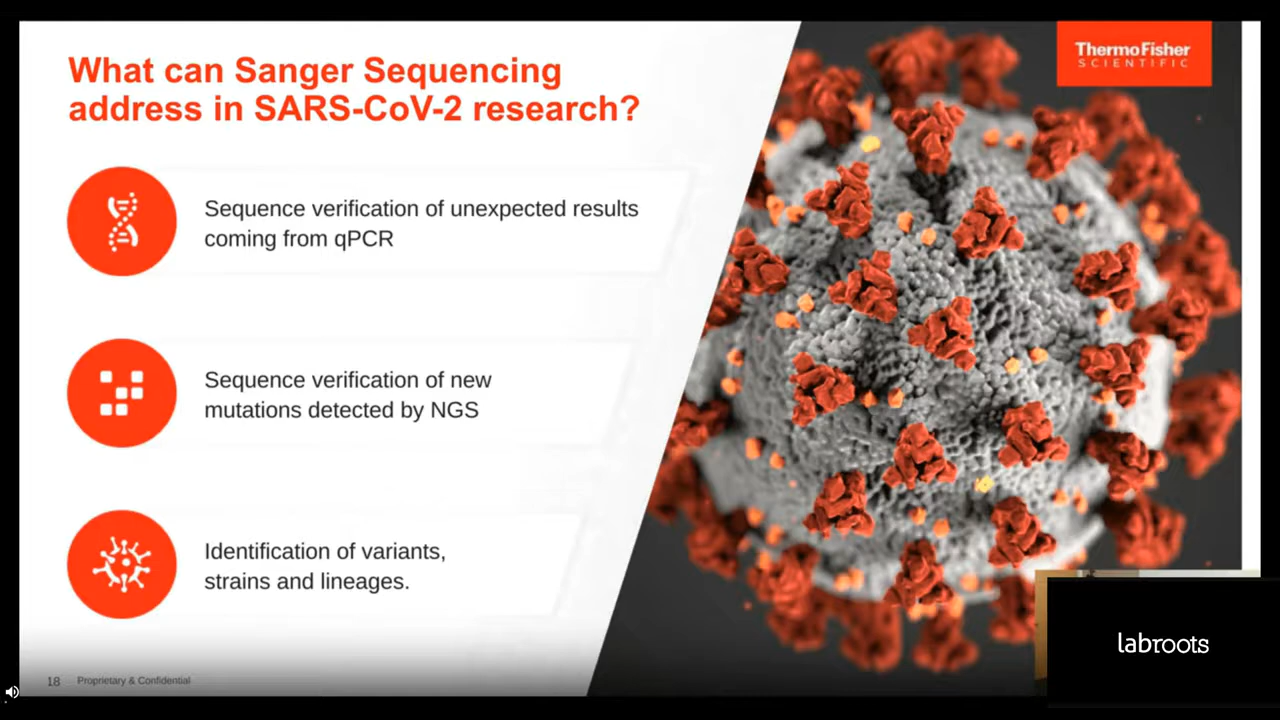 What can Sanger Sequencing
address in SARS-CoV-2 research?
ThermoFisher
SCIENTIFIC
Sequence verification of unexpected results
coming from qPCR
Sequence verification of new
mutations detected by NGS
Identification of variants,
strains and lineages.
18 Proprietary & Confidential
labroots